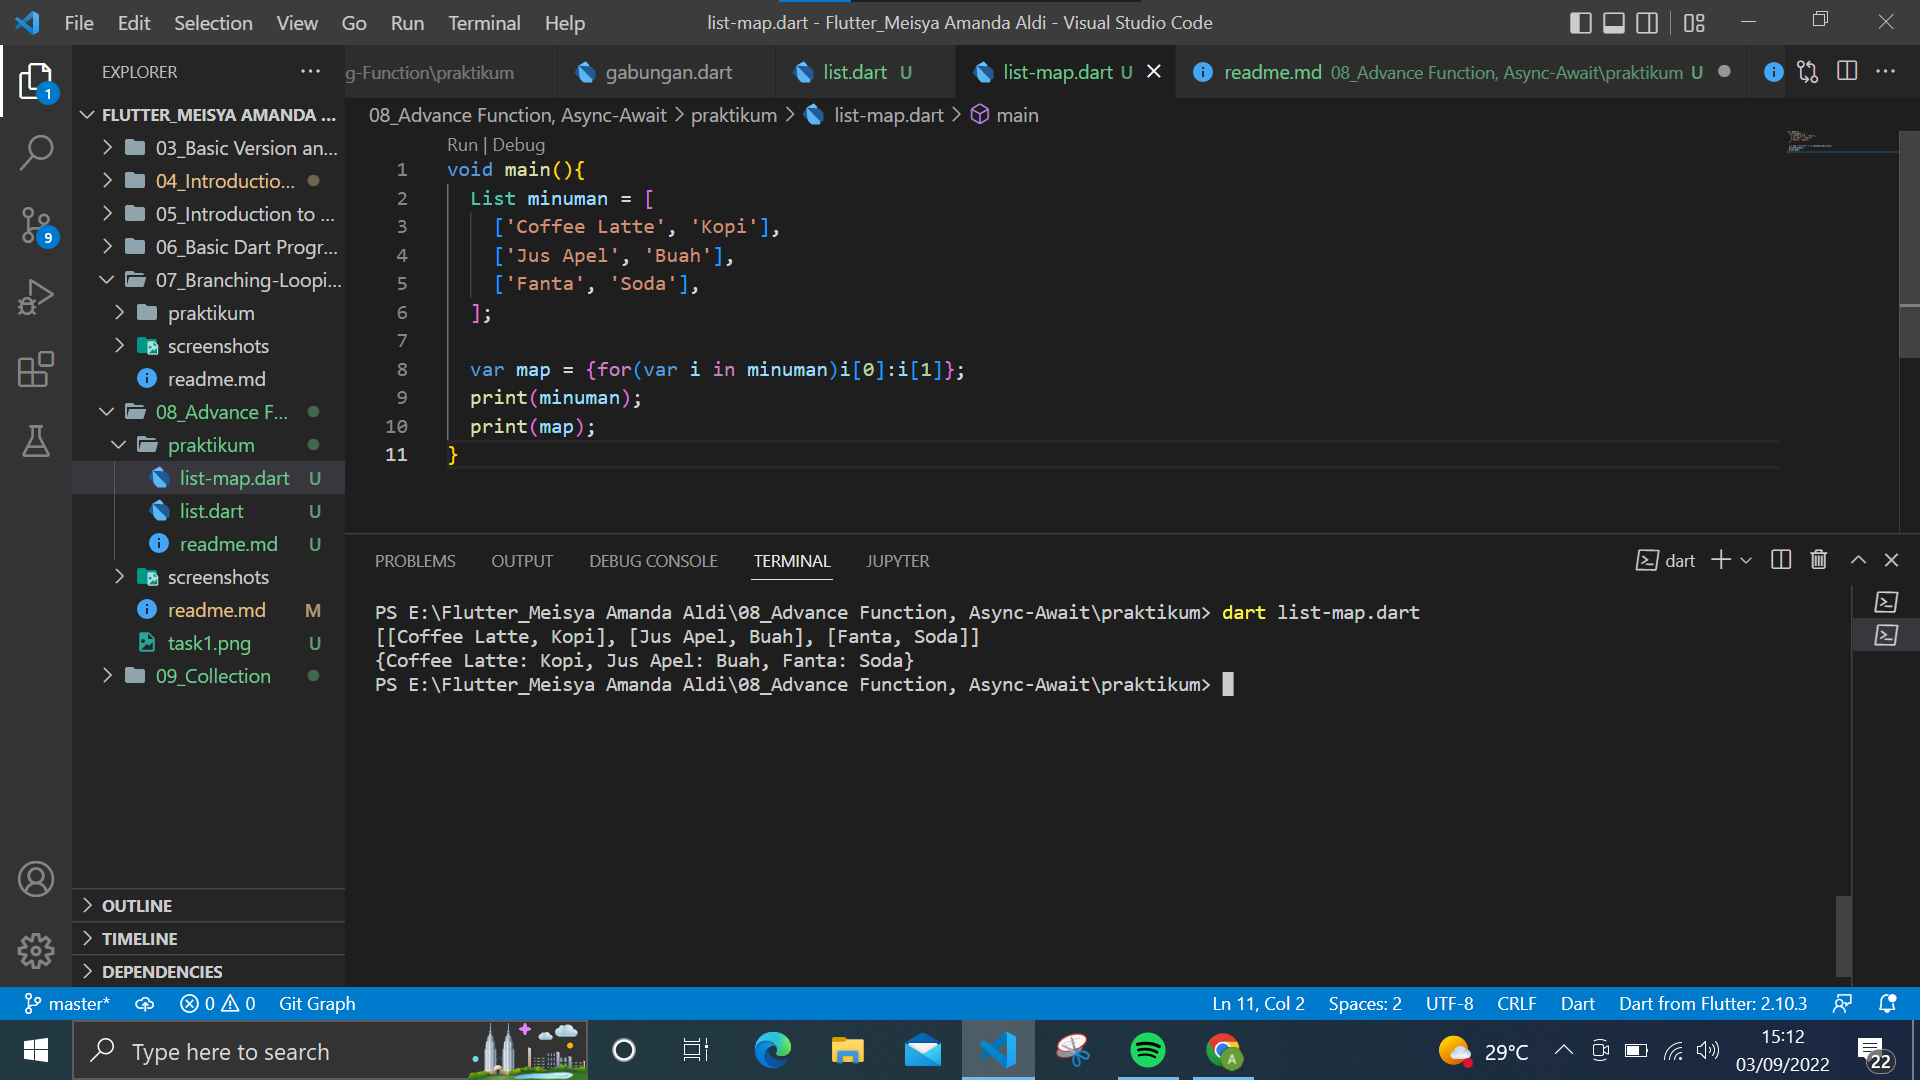 File Edit Selection View Go Run Terminal Help
list-map.dart - Flutter_Meisya Amanda Aldi - Visual Studio Code
EXPLORER
g-Function\praktikum
gabungan.dart
list.dart U
list-map.dart U
readme.md 08_Advance Function, Async-Await\praktikum U
1
FLUTTER_MEISYA AMANDA ...
03_Basic Version an...
04_Introductio...
05_Introduction to ...
9
06_Basic Dart Progr...
07_Branching-Loopi...
praktikum
screenshots
readme.md
08_Advance F...
praktikum
list-map.dart U
list.dart U
readme.md U
screenshots
readme.md M
task1.png U
09_Collection
OUTLINE
TIMELINE
DEPENDENCIES
08_Advance Function, Async-Await > praktikum > list-map.dart > main
Run | Debug
1 void main(){
2 List minuman = [
3 ['Coffee Latte', 'Kopi'],
4 ['Jus Apel', 'Buah'],
5 ['Fanta', 'Soda'],
6 ];
7
8 var map = {for(var i in minuman)i[0]:i[1]};
9 print(minuman);
10 print(map);
11 }
PROBLEMS OUTPUT DEBUG CONSOLE TERMINAL JUPYTER
dart
PS E:\Flutter_Meisya Amanda Aldi\08_Advance Function, Async-Await\praktikum> dart list-map.dart
[[Coffee Latte, Kopi], [Jus Apel, Buah], [Fanta, Soda]]
{Coffee Latte: Kopi, Jus Apel: Buah, Fanta: Soda}
PS E:\Flutter_Meisya Amanda Aldi\08_Advance Function, Async-Await\praktikum>
master* 0 0 Git Graph
Ln 11, Col 2 Spaces: 2 UTF-8 CRLF Dart Dart from Flutter: 2.10.3
Type here to search
A
29°C
15:12
03/09/2022
22